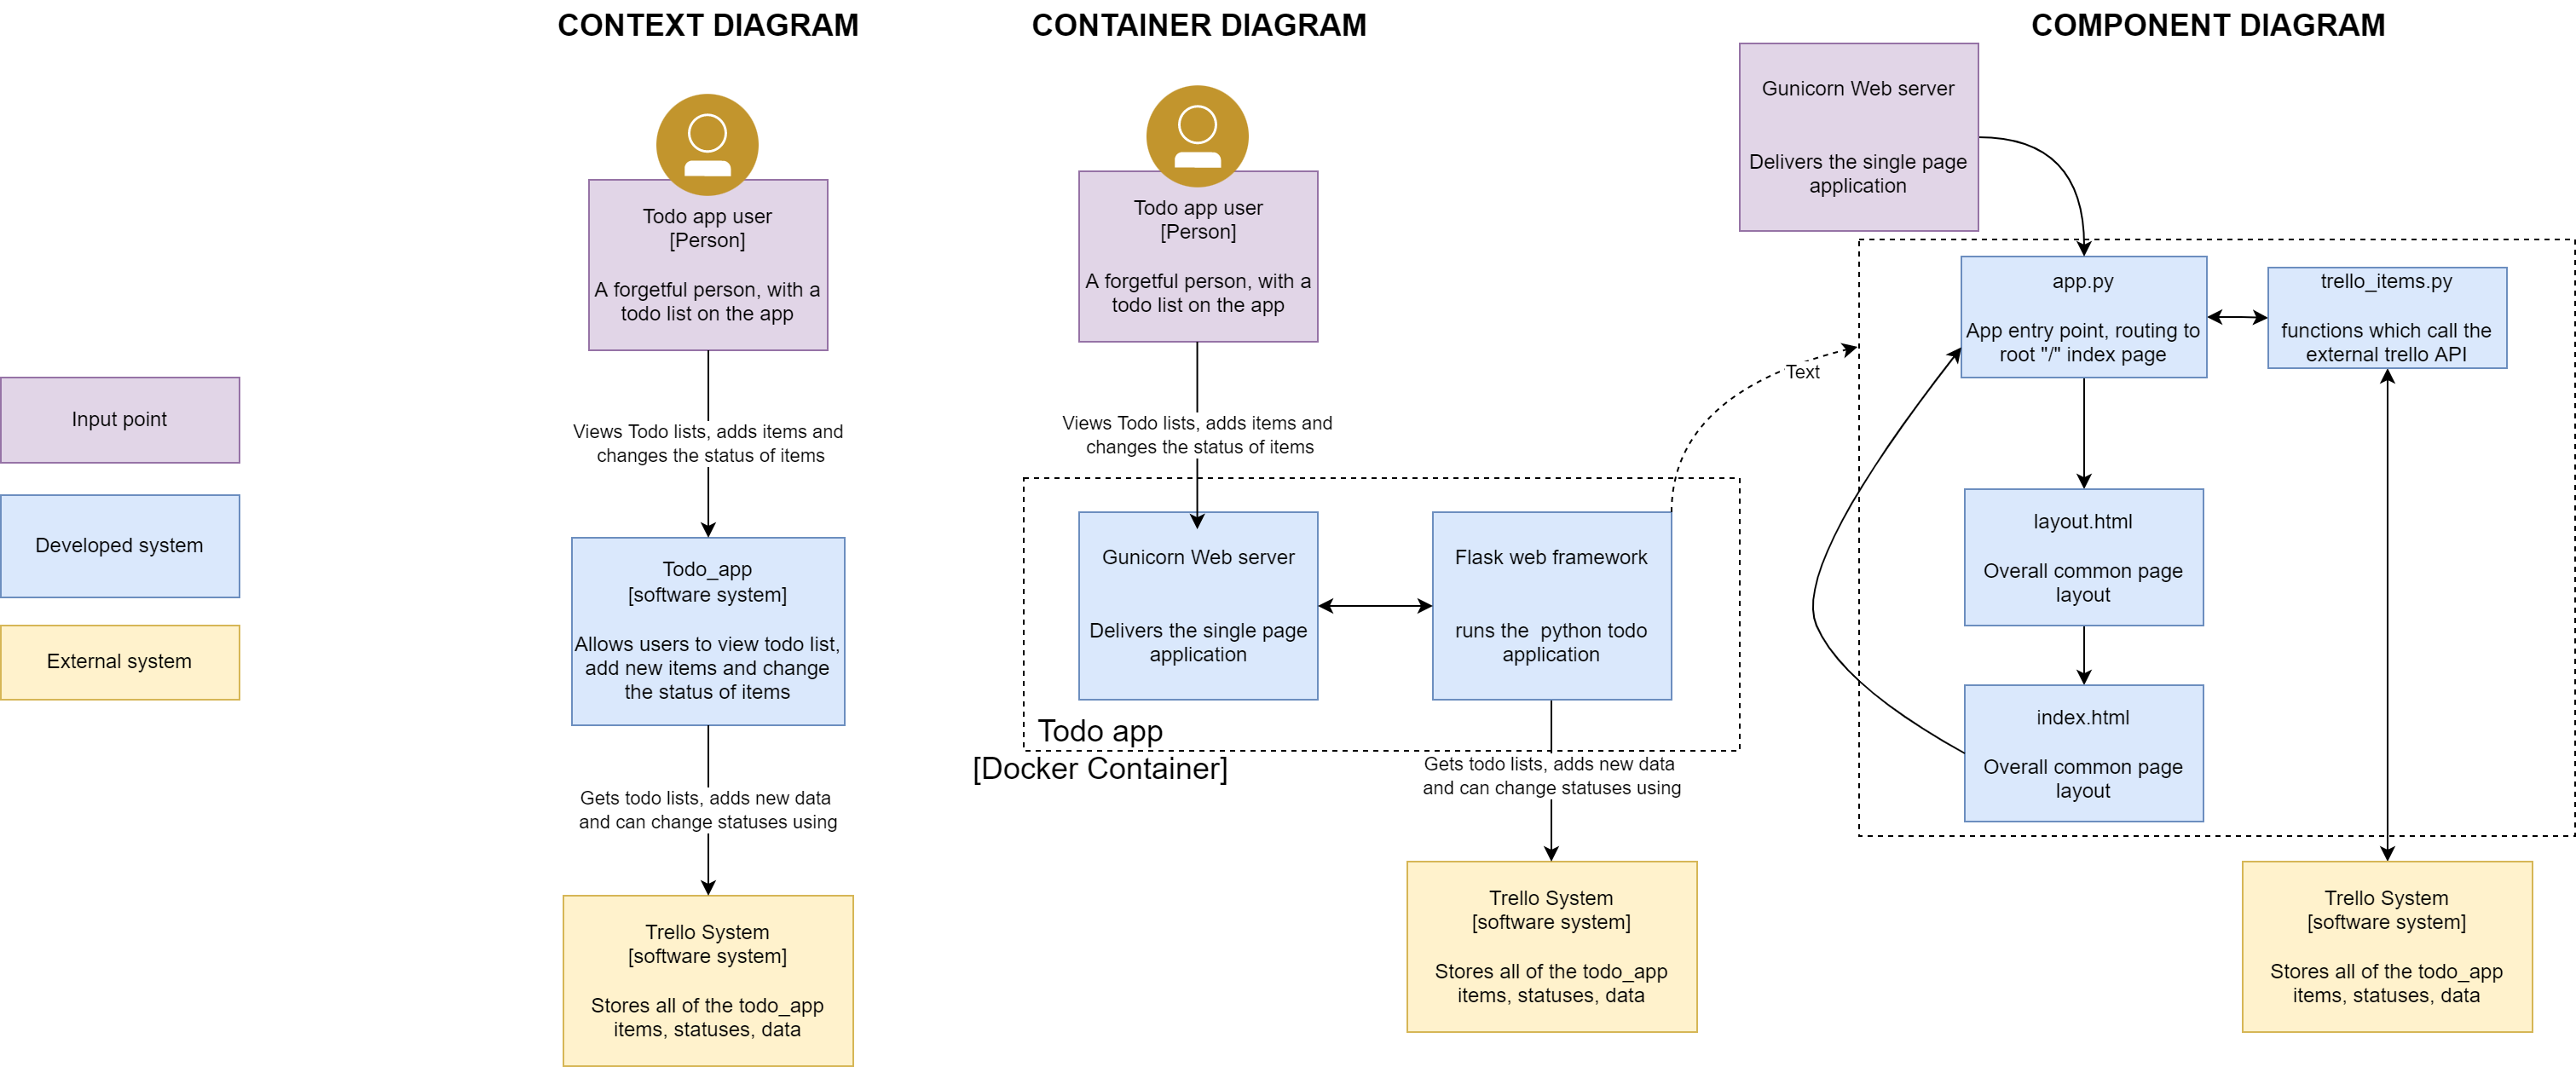 CONTEXT DIAGRAM
CONTAINER DIAGRAM
COMPONENT DIAGRAM
Input point
Developed system
External system
Todo app user
[Person]
A forgetful person, with a
todo list on the app
Views Todo lists, adds items and
changes the status of items
Todo_app
[software system]
Allows users to view todo list,
add new items and change
the status of items
Gets todo lists, adds new data
and can change statuses using
Trello System
[software system]
Stores all of the todo_app
items, statuses, data
Todo app user
[Person]
A forgetful person, with a
todo list on the app
Views Todo lists, adds items and
changes the status of items
Gunicorn Web server
Delivers the single page
application
Flask web framework
runs the  python todo
application
Todo app
[Docker Container]
Gets todo lists, adds new data
and can change statuses using
Trello System
[software system]
Stores all of the todo_app
items, statuses, data
Text
Gunicorn Web server
Delivers the single page
application
app.py
App entry point, routing to
root "/" index page
trello_items.py
functions which call the
external trello API
layout.html
Overall common page
layout
index.html
Overall common page
layout
Trello System
[software system]
Stores all of the todo_app
items, statuses, data